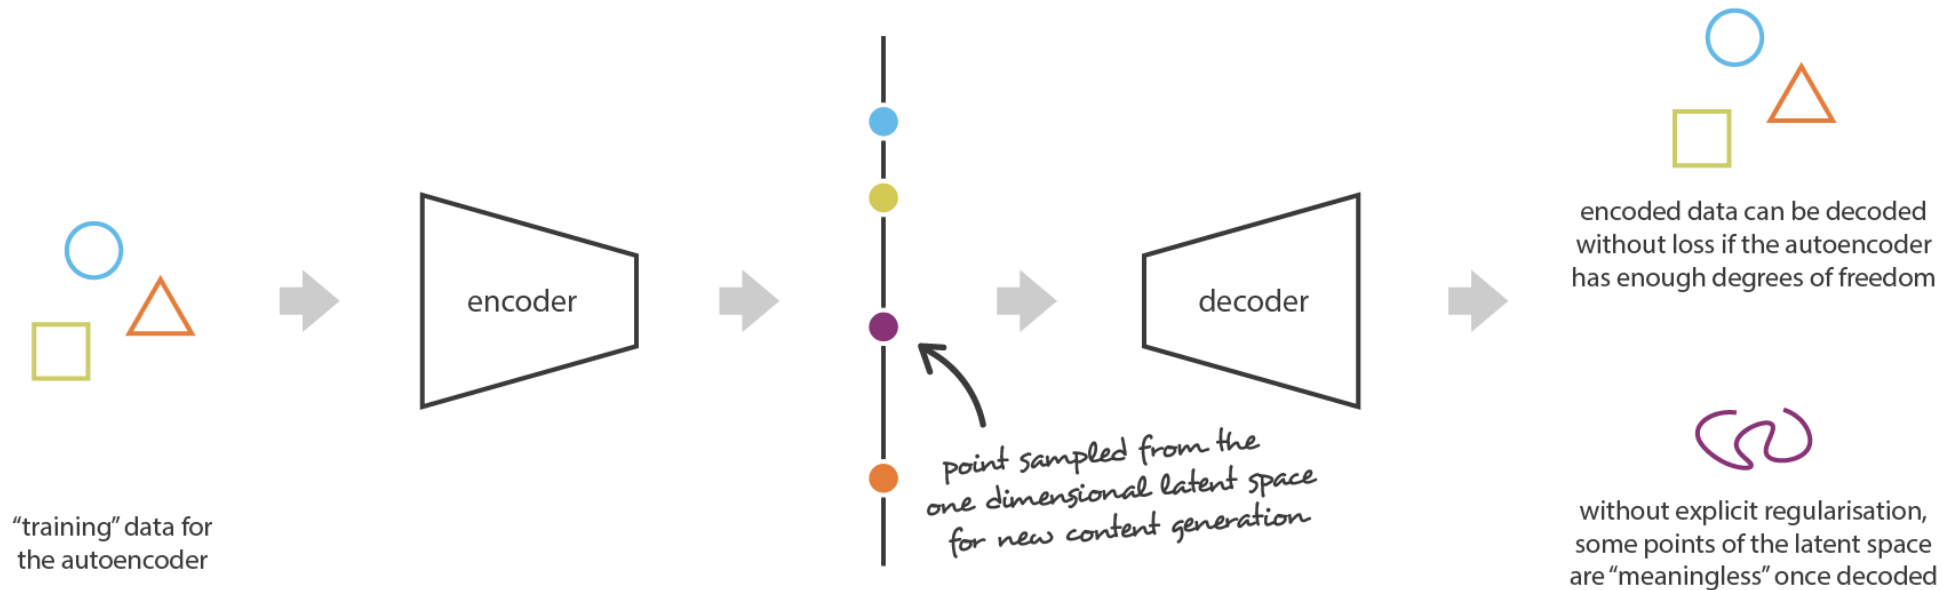 "training" data for
the autoencoder
encoder
point sampled from the
one dimensional latent space
for new content generation
decoder
encoded data can be decoded
without loss if the autoencoder
has enough degrees of freedom
without explicit regularisation,
some points of the latent space
are "meaningless" once decoded